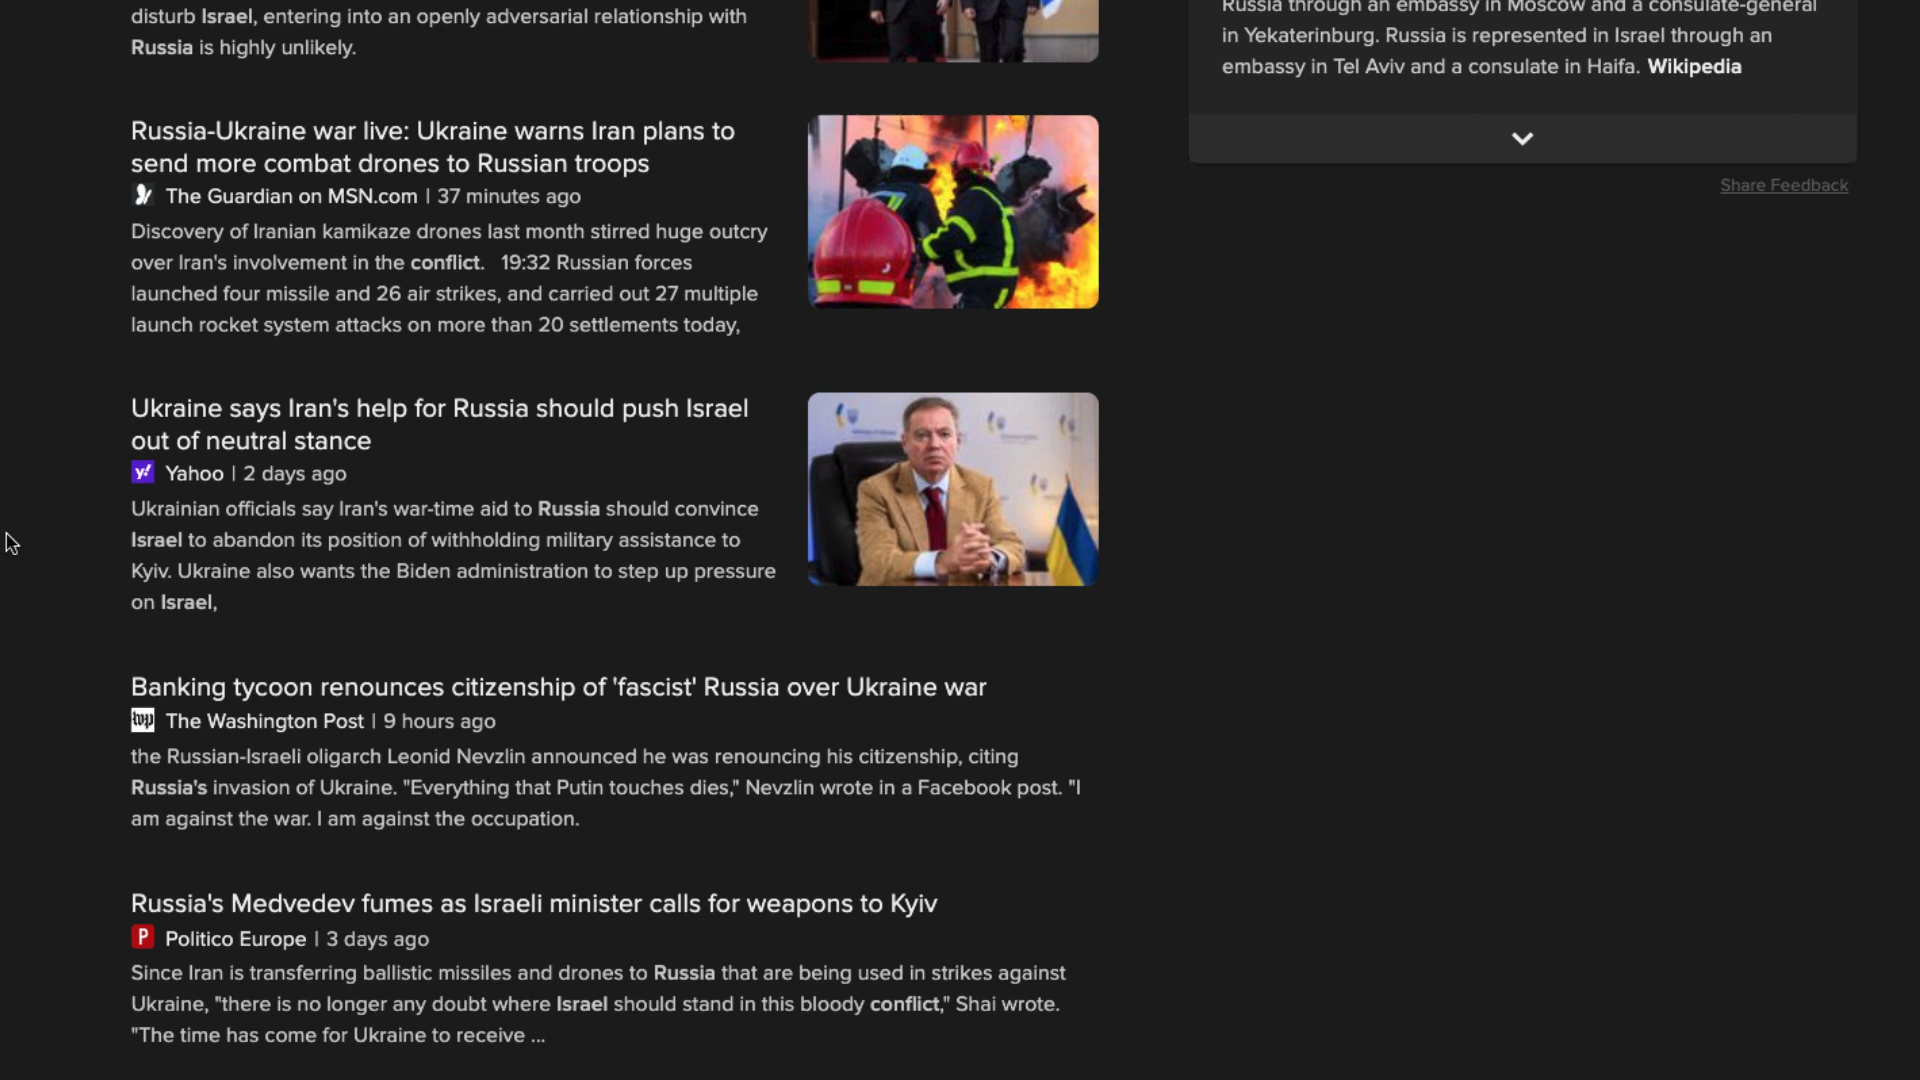 disturb Israel, entering into an openly adversarial relationship with
Russia is highly unlikely.
Russia-Ukraine war live: Ukraine warns Iran plans to
send more combat drones to Russian troops
The Guardian on MSN.com | 37 minutes ago
Discovery of Iranian kamikaze drones last month stirred huge outcry
over Iran's involvement in the conflict. 19:32 Russian forces
launched four missile and 26 air strikes, and carried out 27 multiple
launch rocket system attacks on more than 20 settlements today,
Ukraine says Iran's help for Russia should push Israel
out of neutral stance
y!
Yahoo | 2 days ago
Ukrainian officials say Iran's war-time aid to Russia should convince
Israel to abandon its position of withholding military assistance to
Kyiv. Ukraine also wants the Biden administration to step up pressure
on Israel,
Banking tycoon renounces citizenship of 'fascist' Russia over Ukraine war
wp
The Washington Post | 9 hours ago
the Russian-Israeli oligarch Leonid Nevzlin announced he was renouncing his citizenship, citing
Russia's invasion of Ukraine. "Everything that Putin touches dies," Nevzlin wrote in a Facebook post. "I
am against the war. I am against the occupation.
Russia's Medvedev fumes as Israeli minister calls for weapons to Kyiv
P
Politico Europe | 3 days ago
Since Iran is transferring ballistic missiles and drones to Russia that are being used in strikes against
Ukraine, "there is no longer any doubt where Israel should stand in this bloody conflict," Shai wrote.
"The time has come for Ukraine to receive ...
Russia through an embassy in Moscow and a consulate-general
in Yekaterinburg. Russia is represented in Israel through an
embassy in Tel Aviv and a consulate in Haifa. Wikipedia
Share Feedback